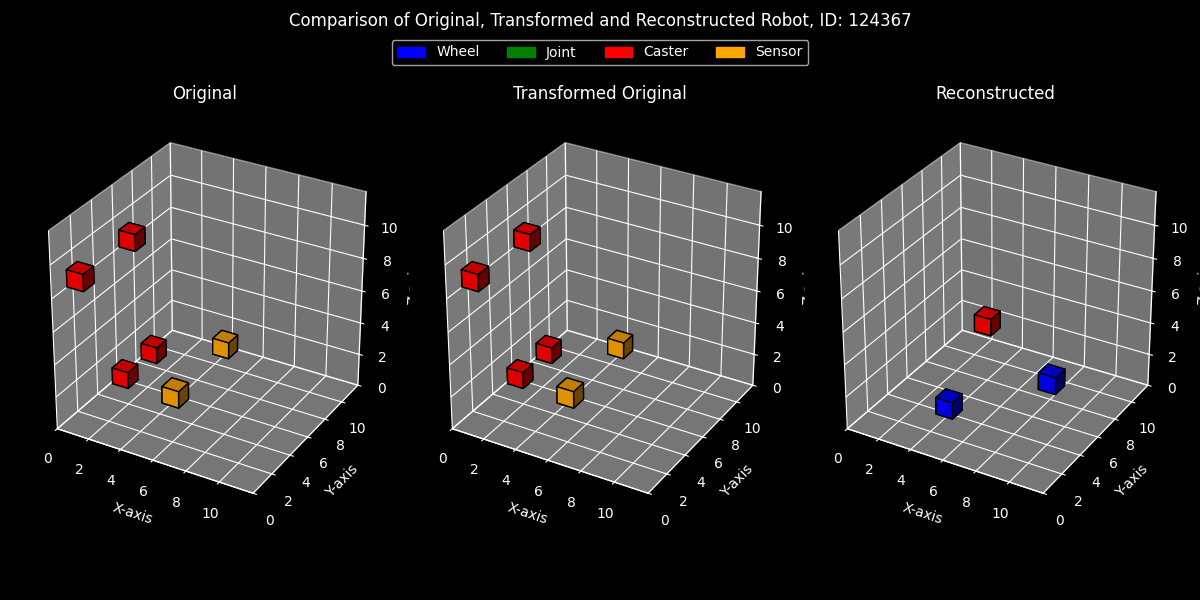 Comparison of Original, Transformed and Reconstructed Robot, ID: 124367
Wheel Joint Caster Sensor
Original Transformed Original Reconstructed
10 10 10
8 8 8
6 6 6
4 4 4
2 2 2
0 0 0
0 2 4 6 8 10 0 2 4 6 8 10 0 2 4 6 8 10
X-axis X-axis X-axis
0 2 4 6 8 10 0 2 4 6 8 10 0 2 4 6 8 10
Y-axis Y-axis Y-axis